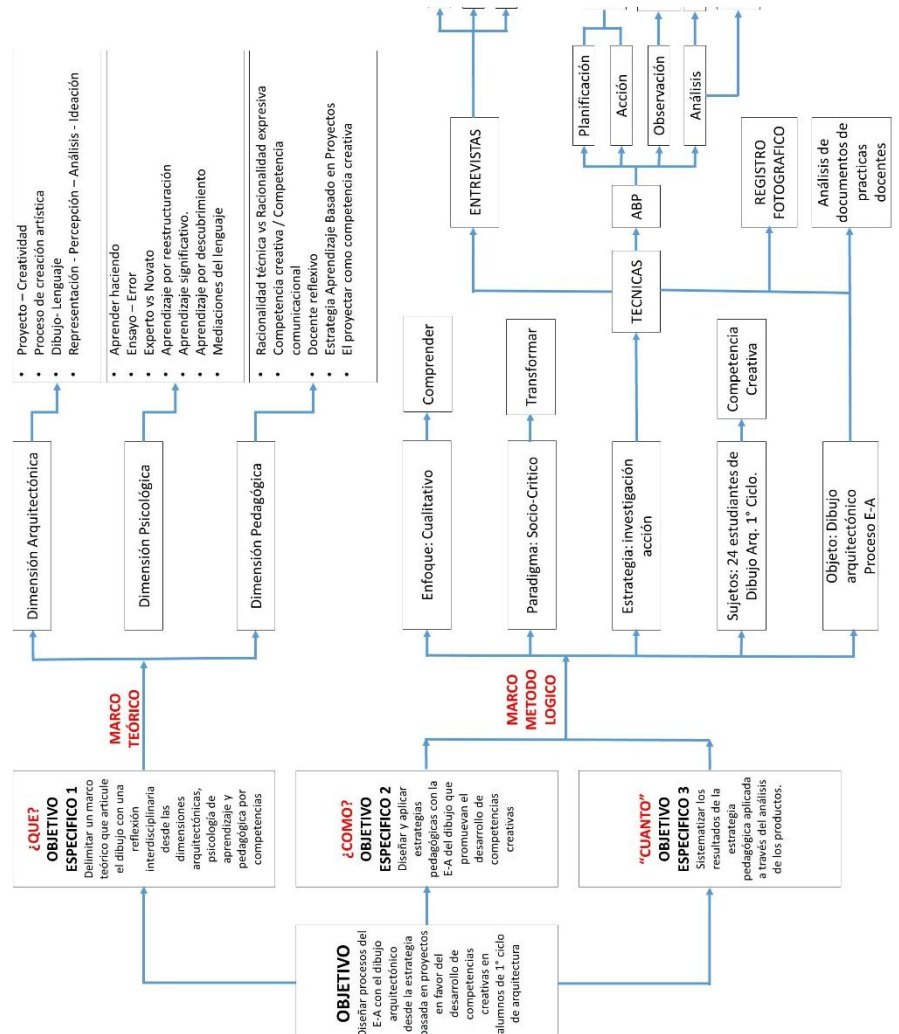 OBJETIVO
Diseñar procesos del
E-A con el dibujo
arquitectónico
desde la estrategia
basada en proyectos
en favor del
desarrollo de
competencias
creativas en
alumnos de 1° ciclo
de arquitectura
¿QUE?
OBJETIVO
ESPECIFICO 1
Delimitar un marco
teórico que articule
el dibujo con una
reflexión
interdisciplinaria
desde las
dimensiones
arquitectónicas,
psicología de
aprendizaje y
pedagógica por
competencias
¿COMO?
OBJETIVO
ESPECIFICO 2
Diseñar y aplicar
estrategias
pedagógicas con la
E-A del dibujo que
promuevan el
desarrollo de
competencias
creativas
"CUANTO"
OBJETIVO
ESPECIFICO 3
Sistematizar los
resultados de la
estrategia
pedagógica aplicada
a través del análisis
de los productos.
MARCO
TEÓRICO
Dimensión Arquitectónica
• Proyecto – Creatividad
• Proceso de creación artística
• Dibujo- Lenguaje
• Representación - Percepción – Análisis - Ideación
Dimensión Psicológica
• Aprender haciendo
• Ensayo – Error
• Experto vs Novato
• Aprendizaje por reestructuración
• Aprendizaje significativo.
• Aprendizaje por descubrimiento
• Mediaciones del lenguaje
Dimensión Pedagógica
• Racionalidad técnica vs Racionalidad expresiva
• Competencia creativa / Competencia
comunicacional
• Docente reflexivo
• Estrategia Aprendizaje Basado en Proyectos
• El proyectar como competencia creativa
MARCO
METODO
LOGICO
Enfoque: Cualitativo
Comprender
Paradigma: Socio-Critico
Transformar
Estrategia: investigación
acción
Sujetos: 24 estudiantes de
Dibujo Arq. 1° Ciclo.
Competencia
Creativa
Objeto: Dibujo
arquitectónico
Proceso E-A
TECNICAS
ENTREVISTAS
ABP
Planificación
Acción
Observación
Análisis
REGISTRO
FOTOGRAFICO
Análisis de
documentos de
practicas
docentes